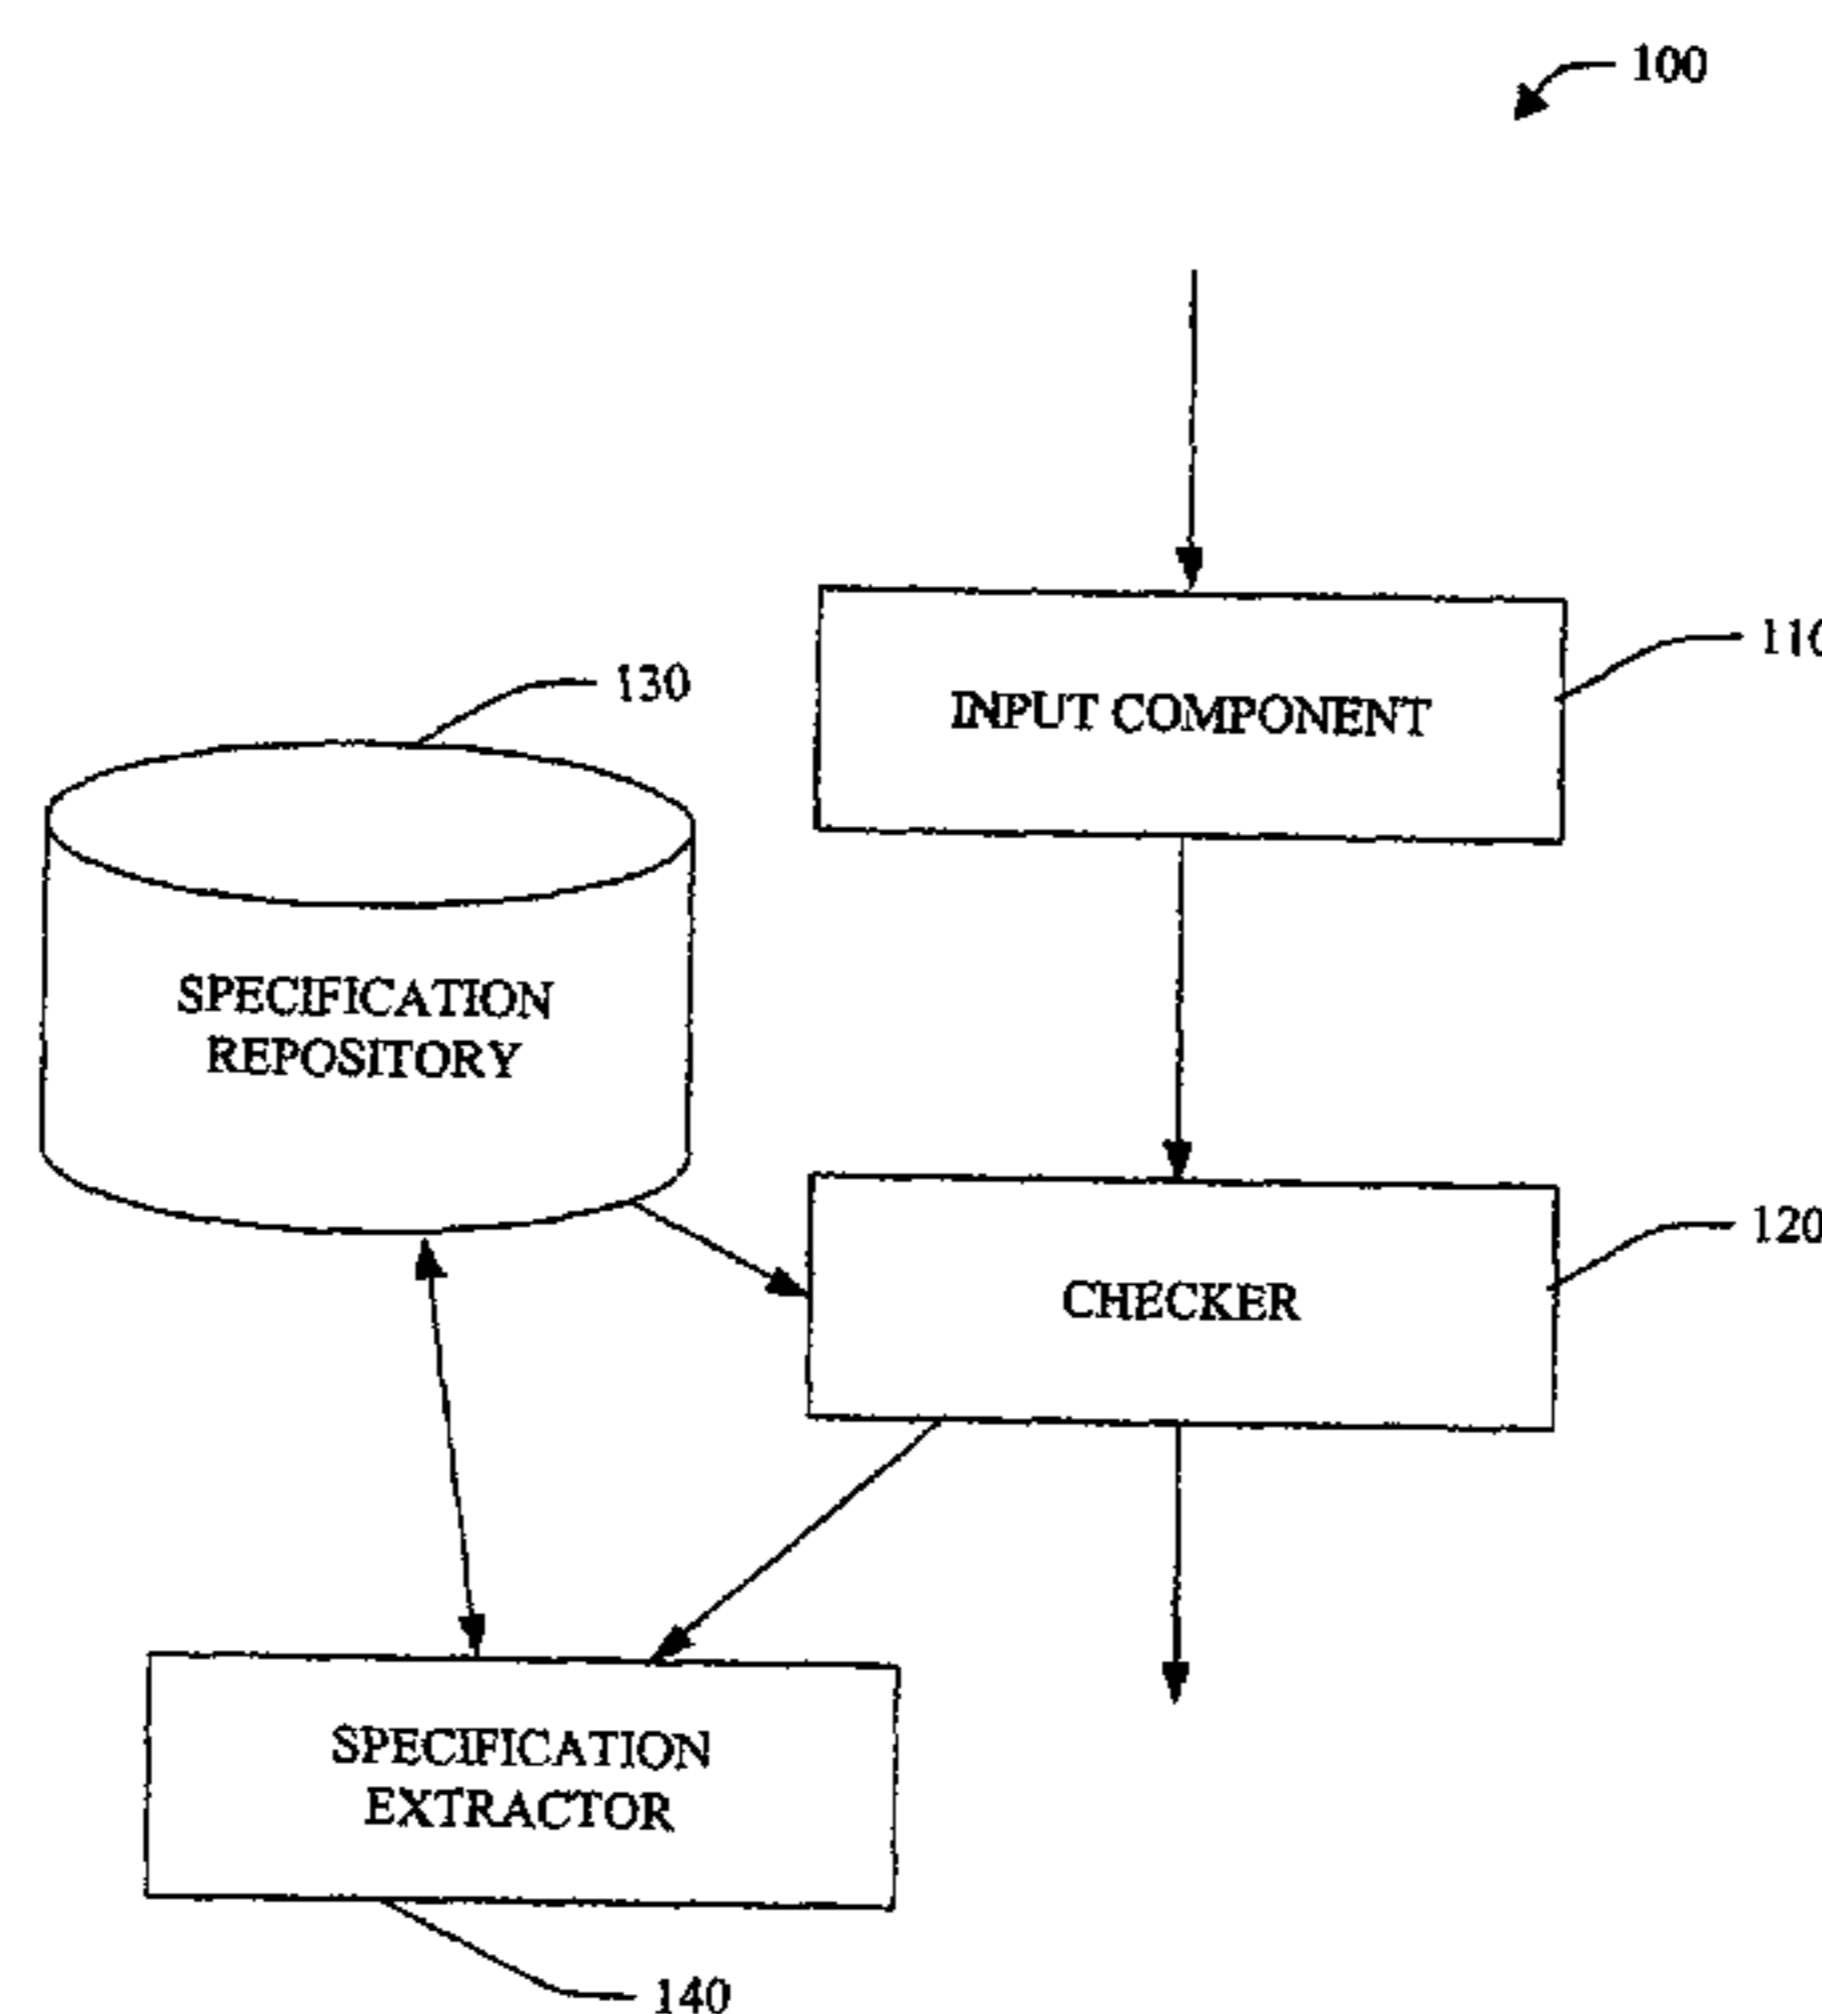 100
110
130
INPUT COMPONENT
SPECIFICATION
REPOSITORY
120
CHECKER
SPECIFICATION
EXTRACTOR
140